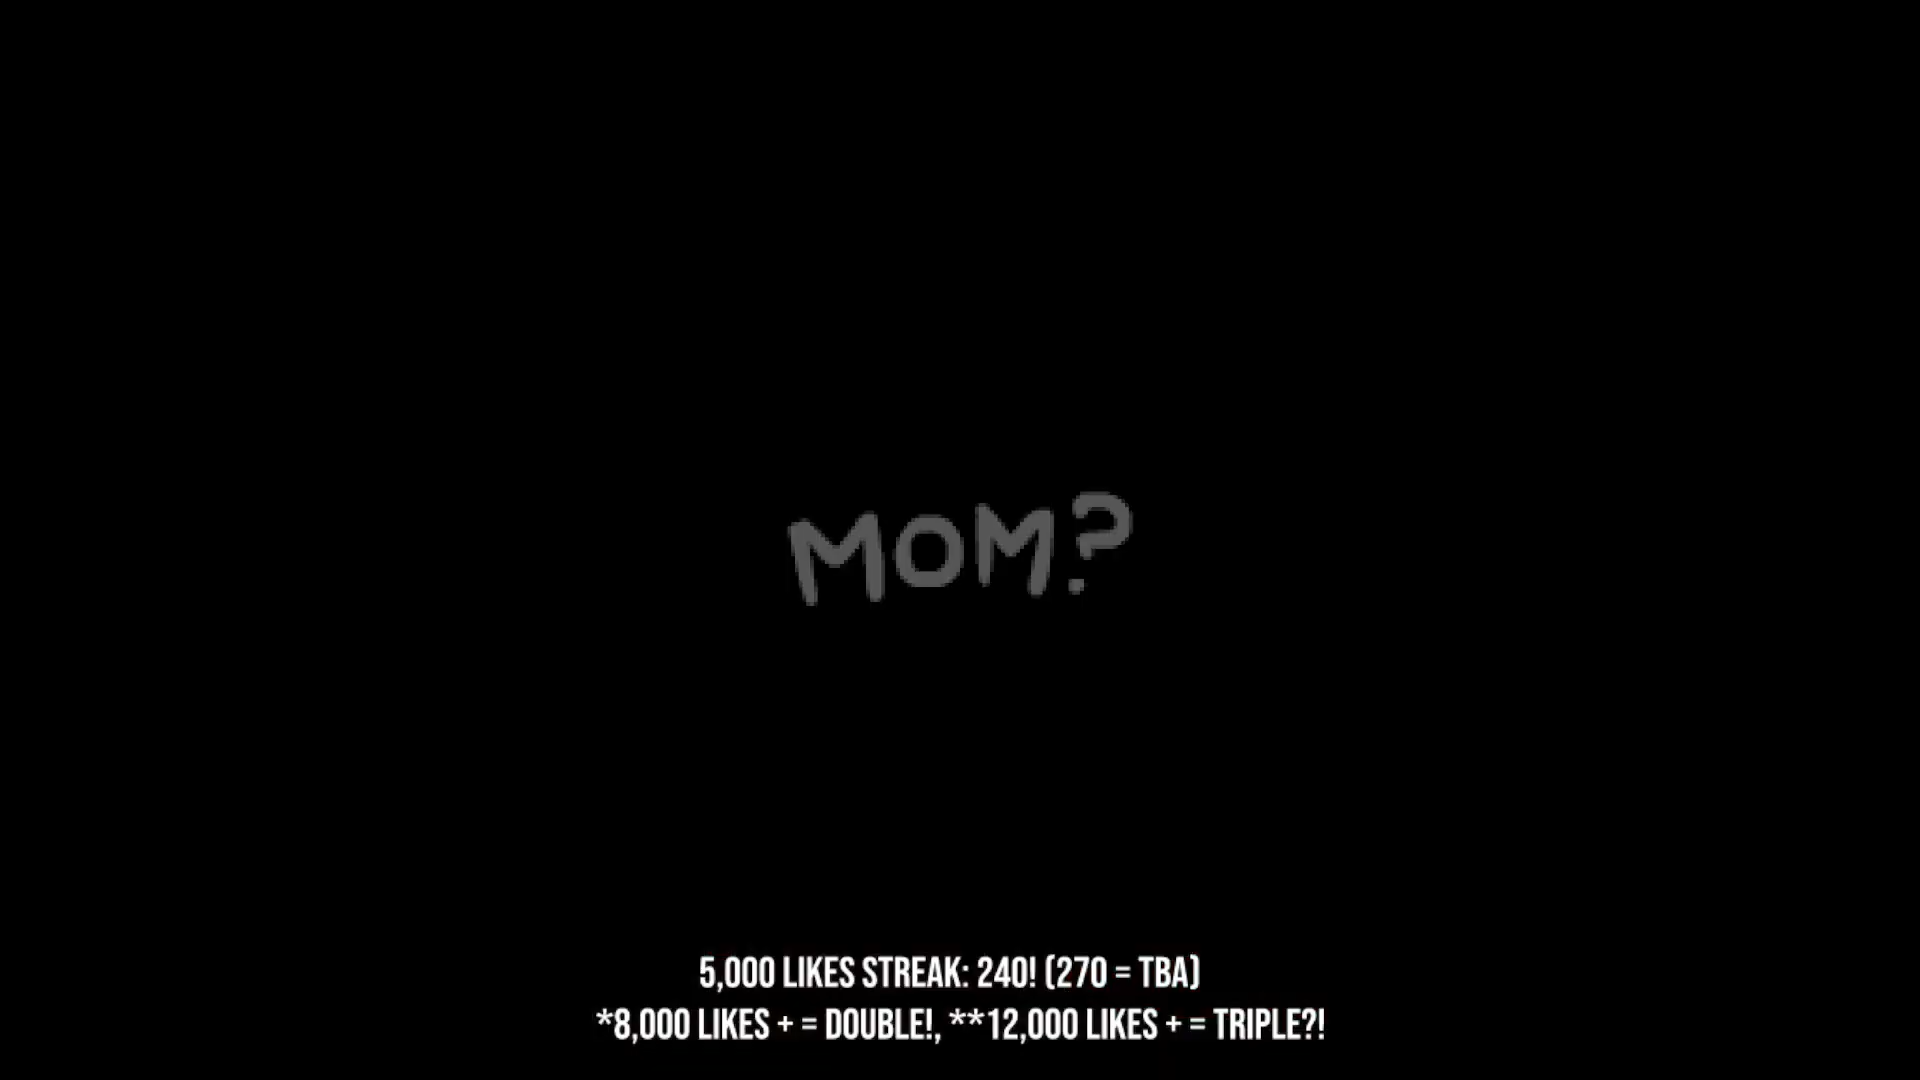 MOM?
5,000 LIKES STREAK: 240! (270 = TBA)
*8,000 LIKES + = DOUBLE!, **12,000 LIKES + = TRIPLE?!